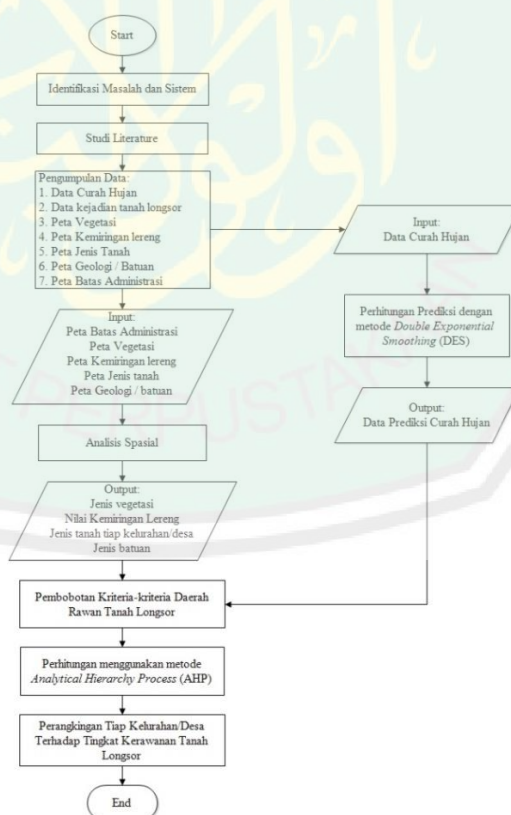 Start
Identifikasi Masalah dan Sistem
Studi Literature
Pengumpulan Data:
1. Data Curah Hujan
2. Data kejadian tanah longsor
3. Peta Vegetasi
4. Peta Kemiringan lereng
5. Peta Jenis Tanah
6. Peta Geologi / Batuan
7. Peta Batas Administrasi
Input:
Data Curah Hujan
Perhitungan Prediksi dengan
metode Double Exponential
Smoothing (DES)
Output:
Data Prediksi Curah Hujan
Input:
Peta Batas Administrasi
Peta Vegetasi
Peta Kemiringan lereng
Peta Jenis tanah
Peta Geologi / batuan
Analisis Spasial
Output:
Jenis vegetasi
Nilai Kemiringan Lereng
Jenis tanah tiap kelurahan/desa
Jenis batuan
Pembobotan Kriteria-kriteria Daerah
Rawan Tanah Longsor
Perhitungan menggunakan metode
Analytical Hierarchy Process (AHP)
Perangkingan Tiap Kelurahan/Desa
Terhadap Tingkat Kerawanan Tanah
Longsor
End